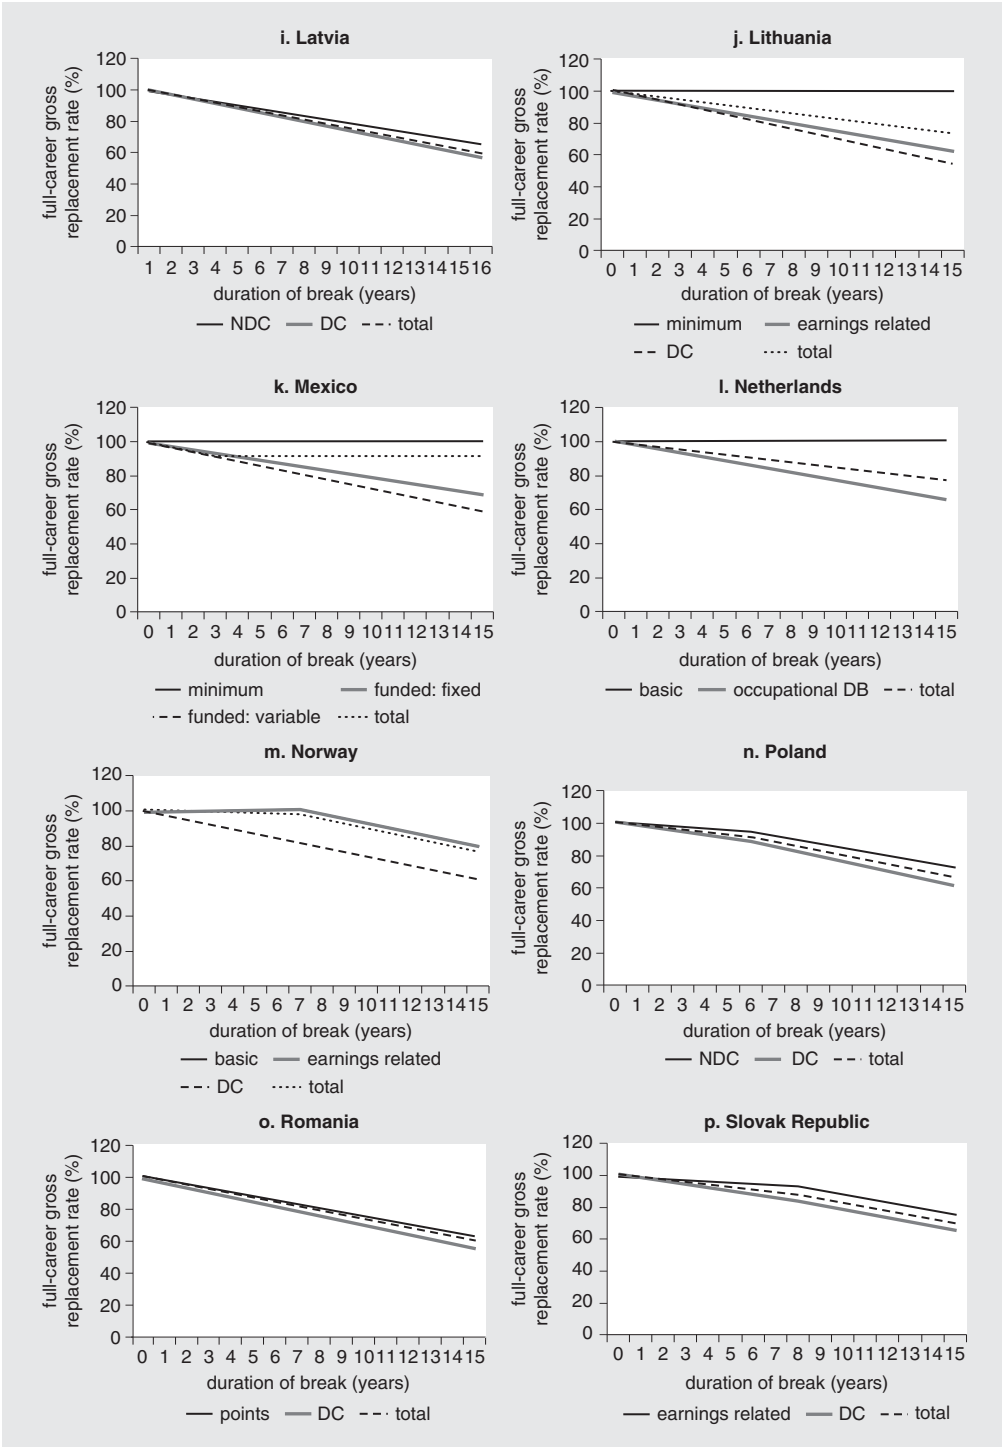 i. Latvia
full-career gross
replacement rate (%)
120
100
80
60
40
20
0
1 2 3 4 5 6 7 8 9 10 11 12 13 14 15 16
duration of break (years)
NDC DC total
j. Lithuania
full-career gross
replacement rate (%)
120
100
80
60
40
20
0
0 1 2 3 4 5 6 7 8 9 10 11 12 13 14 15
duration of break (years)
minimum earnings related
DC total
k. Mexico
full-career gross
replacement rate (%)
120
100
80
60
40
20
0
0 1 2 3 4 5 6 7 8 9 10 11 12 13 14 15
duration of break (years)
minimum funded: fixed
funded: variable total
l. Netherlands
full-career gross
replacement rate (%)
120
100
80
60
40
20
0
0 1 2 3 4 5 6 7 8 9 10 11 12 13 14 15
duration of break (years)
basic occupational DB total
m. Norway
full-career gross
replacement rate (%)
120
100
80
60
40
20
0
0 1 2 3 4 5 6 7 8 9 10 11 12 13 14 15
duration of break (years)
basic earnings related
DC total
n. Poland
full-career gross
replacement rate (%)
120
100
80
60
40
20
0
0 1 2 3 4 5 6 7 8 9 10 11 12 13 14 15
duration of break (years)
NDC DC total
o. Romania
full-career gross
replacement rate (%)
120
100
80
60
40
20
0
0 1 2 3 4 5 6 7 8 9 10 11 12 13 14 15
duration of break (years)
points DC total
p. Slovak Republic
full-career gross
replacement rate (%)
120
100
80
60
40
20
0
0 1 2 3 4 5 6 7 8 9 10 11 12 13 14 15
duration of break (years)
earnings related DC total